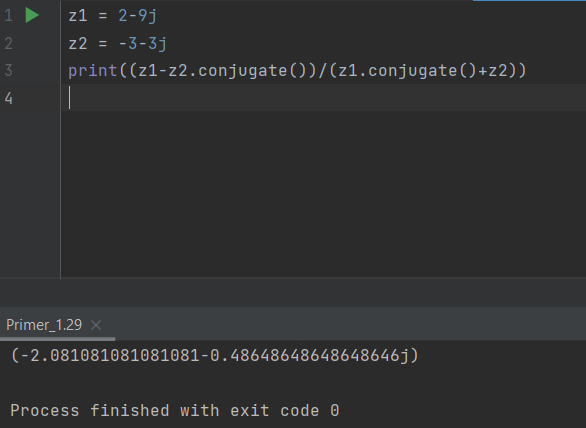 1 z1 = 2-9j
2 z2 = -3-3j
3 print((z1-z2.conjugate())/(z1.conjugate()+z2))
4
Primer_1.29 ×
(-2.081081081081081-0.48648648648648646j)
Process finished with exit code 0